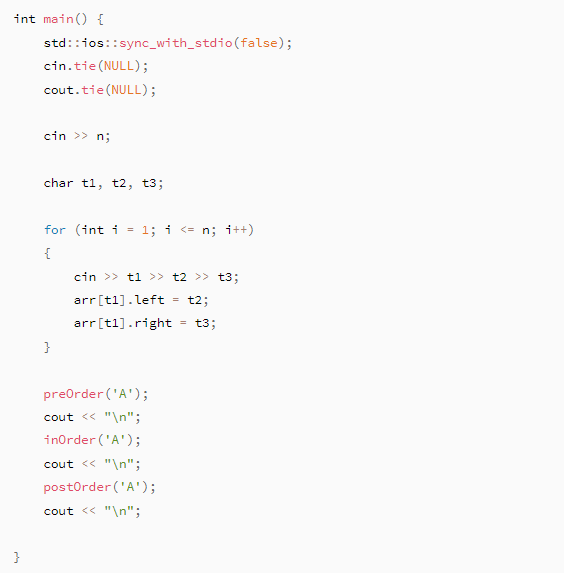 int main() {
    std::ios::sync_with_stdio(false);
    cin.tie(NULL);
    cout.tie(NULL);

    cin >> n;

    char t1, t2, t3;

    for (int i = 1; i <= n; i++)
    {
        cin >> t1 >> t2 >> t3;
        arr[t1].left = t2;
        arr[t1].right = t3;
    }

    preOrder('A');
    cout << "\n";
    inOrder('A');
    cout << "\n";
    postOrder('A');
    cout << "\n";

}